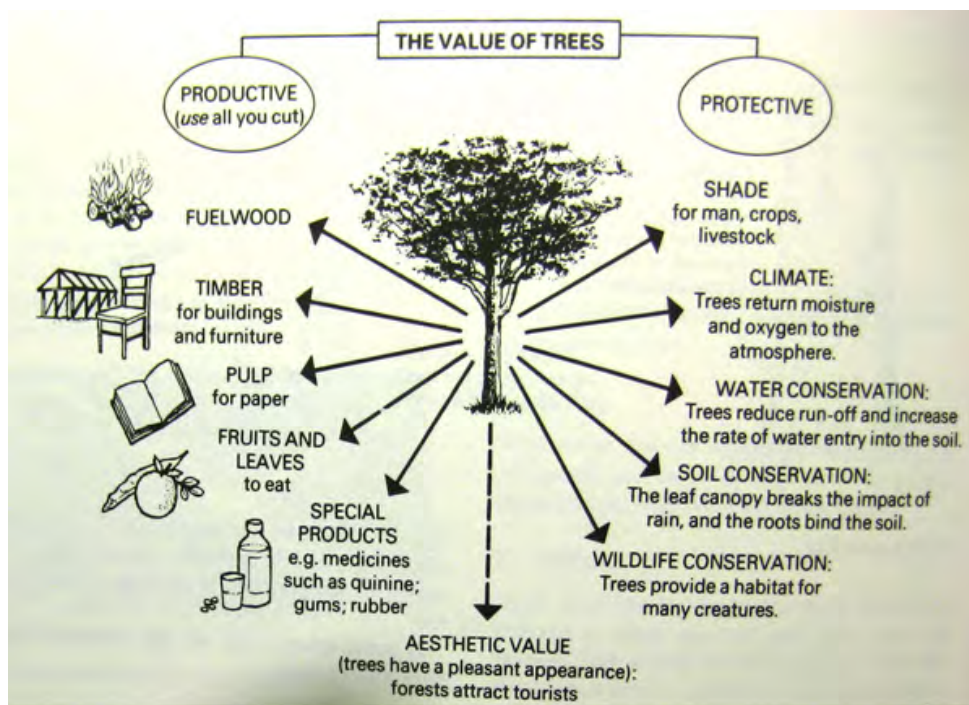 THE VALUE OF TREES
PRODUCTIVE
(use all you cut)
PROTECTIVE
FUELWOOD
TIMBER
for buildings
and furniture
PULP
for paper
FRUITS AND
LEAVES
to eat
SPECIAL
PRODUCTS
e.g. medicines
such as quinine;
gums; rubber
SHADE
for man, crops,
livestock
CLIMATE:
Trees return moisture
and oxygen to the
atmosphere.
WATER CONSERVATION:
Trees reduce run-off and increase
the rate of water entry into the soil.
SOIL CONSERVATION:
The leaf canopy breaks the impact of
rain, and the roots bind the soil.
WILDLIFE CONSERVATION:
Trees provide a habitat for
many creatures.
AESTHETIC VALUE
(trees have a pleasant appearance):
forests attract tourists